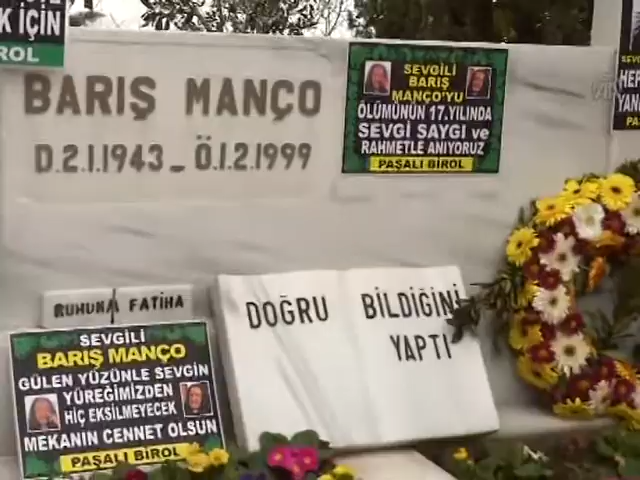 K İÇİN
ROL
BARIŞ MANÇO
D.2.1.1943_Ö.1.2.1999
SEVGİLİ
BARIŞ
MANÇO'YU
ÖLÜMÜNÜN 17.YILINDA
SEVGİ SAYGI ve
RAHMETLE ANIYORUZ
PAŞALI BİROL
RUHUNA FATİHA
SEVGİLİ
BARIŞ MANÇO
GÜLEN YÜZÜNLE SEVGİN
YÜREĞİMİZDEN
HİÇ EKSİLMEYECEK
MEKANIN CENNET OLSUN
PAŞALI BİROL
DOĞRU BİLDİĞİNİ
YAPTI